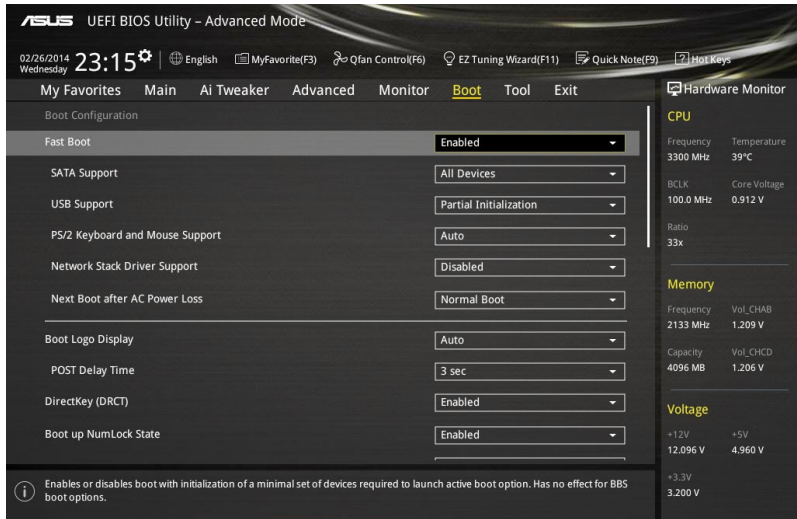 ASUS UEFI BIOS Utility – Advanced Mode
02/26/2014
Wednesday
23:15
English
MyFavorite(F3)
Qfan Control(F6)
EZ Tuning Wizard(F11)
Quick Note(F9)
Hot Keys
My Favorites Main Ai Tweaker Advanced Monitor Boot Tool Exit
Boot Configuration
Fast Boot Enabled
SATA Support All Devices
USB Support Partial Initialization
PS/2 Keyboard and Mouse Support Auto
Network Stack Driver Support Disabled
Next Boot after AC Power Loss Normal Boot
Boot Logo Display Auto
POST Delay Time 3 sec
DirectKey (DRCT) Enabled
Boot up NumLock State Enabled
Enables or disables boot with initialization of a minimal set of devices required to launch active boot option. Has no effect for BBS
boot options.
Hardware Monitor
CPU
Frequency Temperature
3300 MHz 39°C
BCLK Core Voltage
100.0 MHz 0.912 V
Ratio
33x
Memory
Frequency Vol_CHAB
2133 MHz 1.209 V
Capacity Vol_CHCD
4096 MB 1.206 V
Voltage
+12V +5V
12.096 V 4.960 V
+3.3V
3.200 V